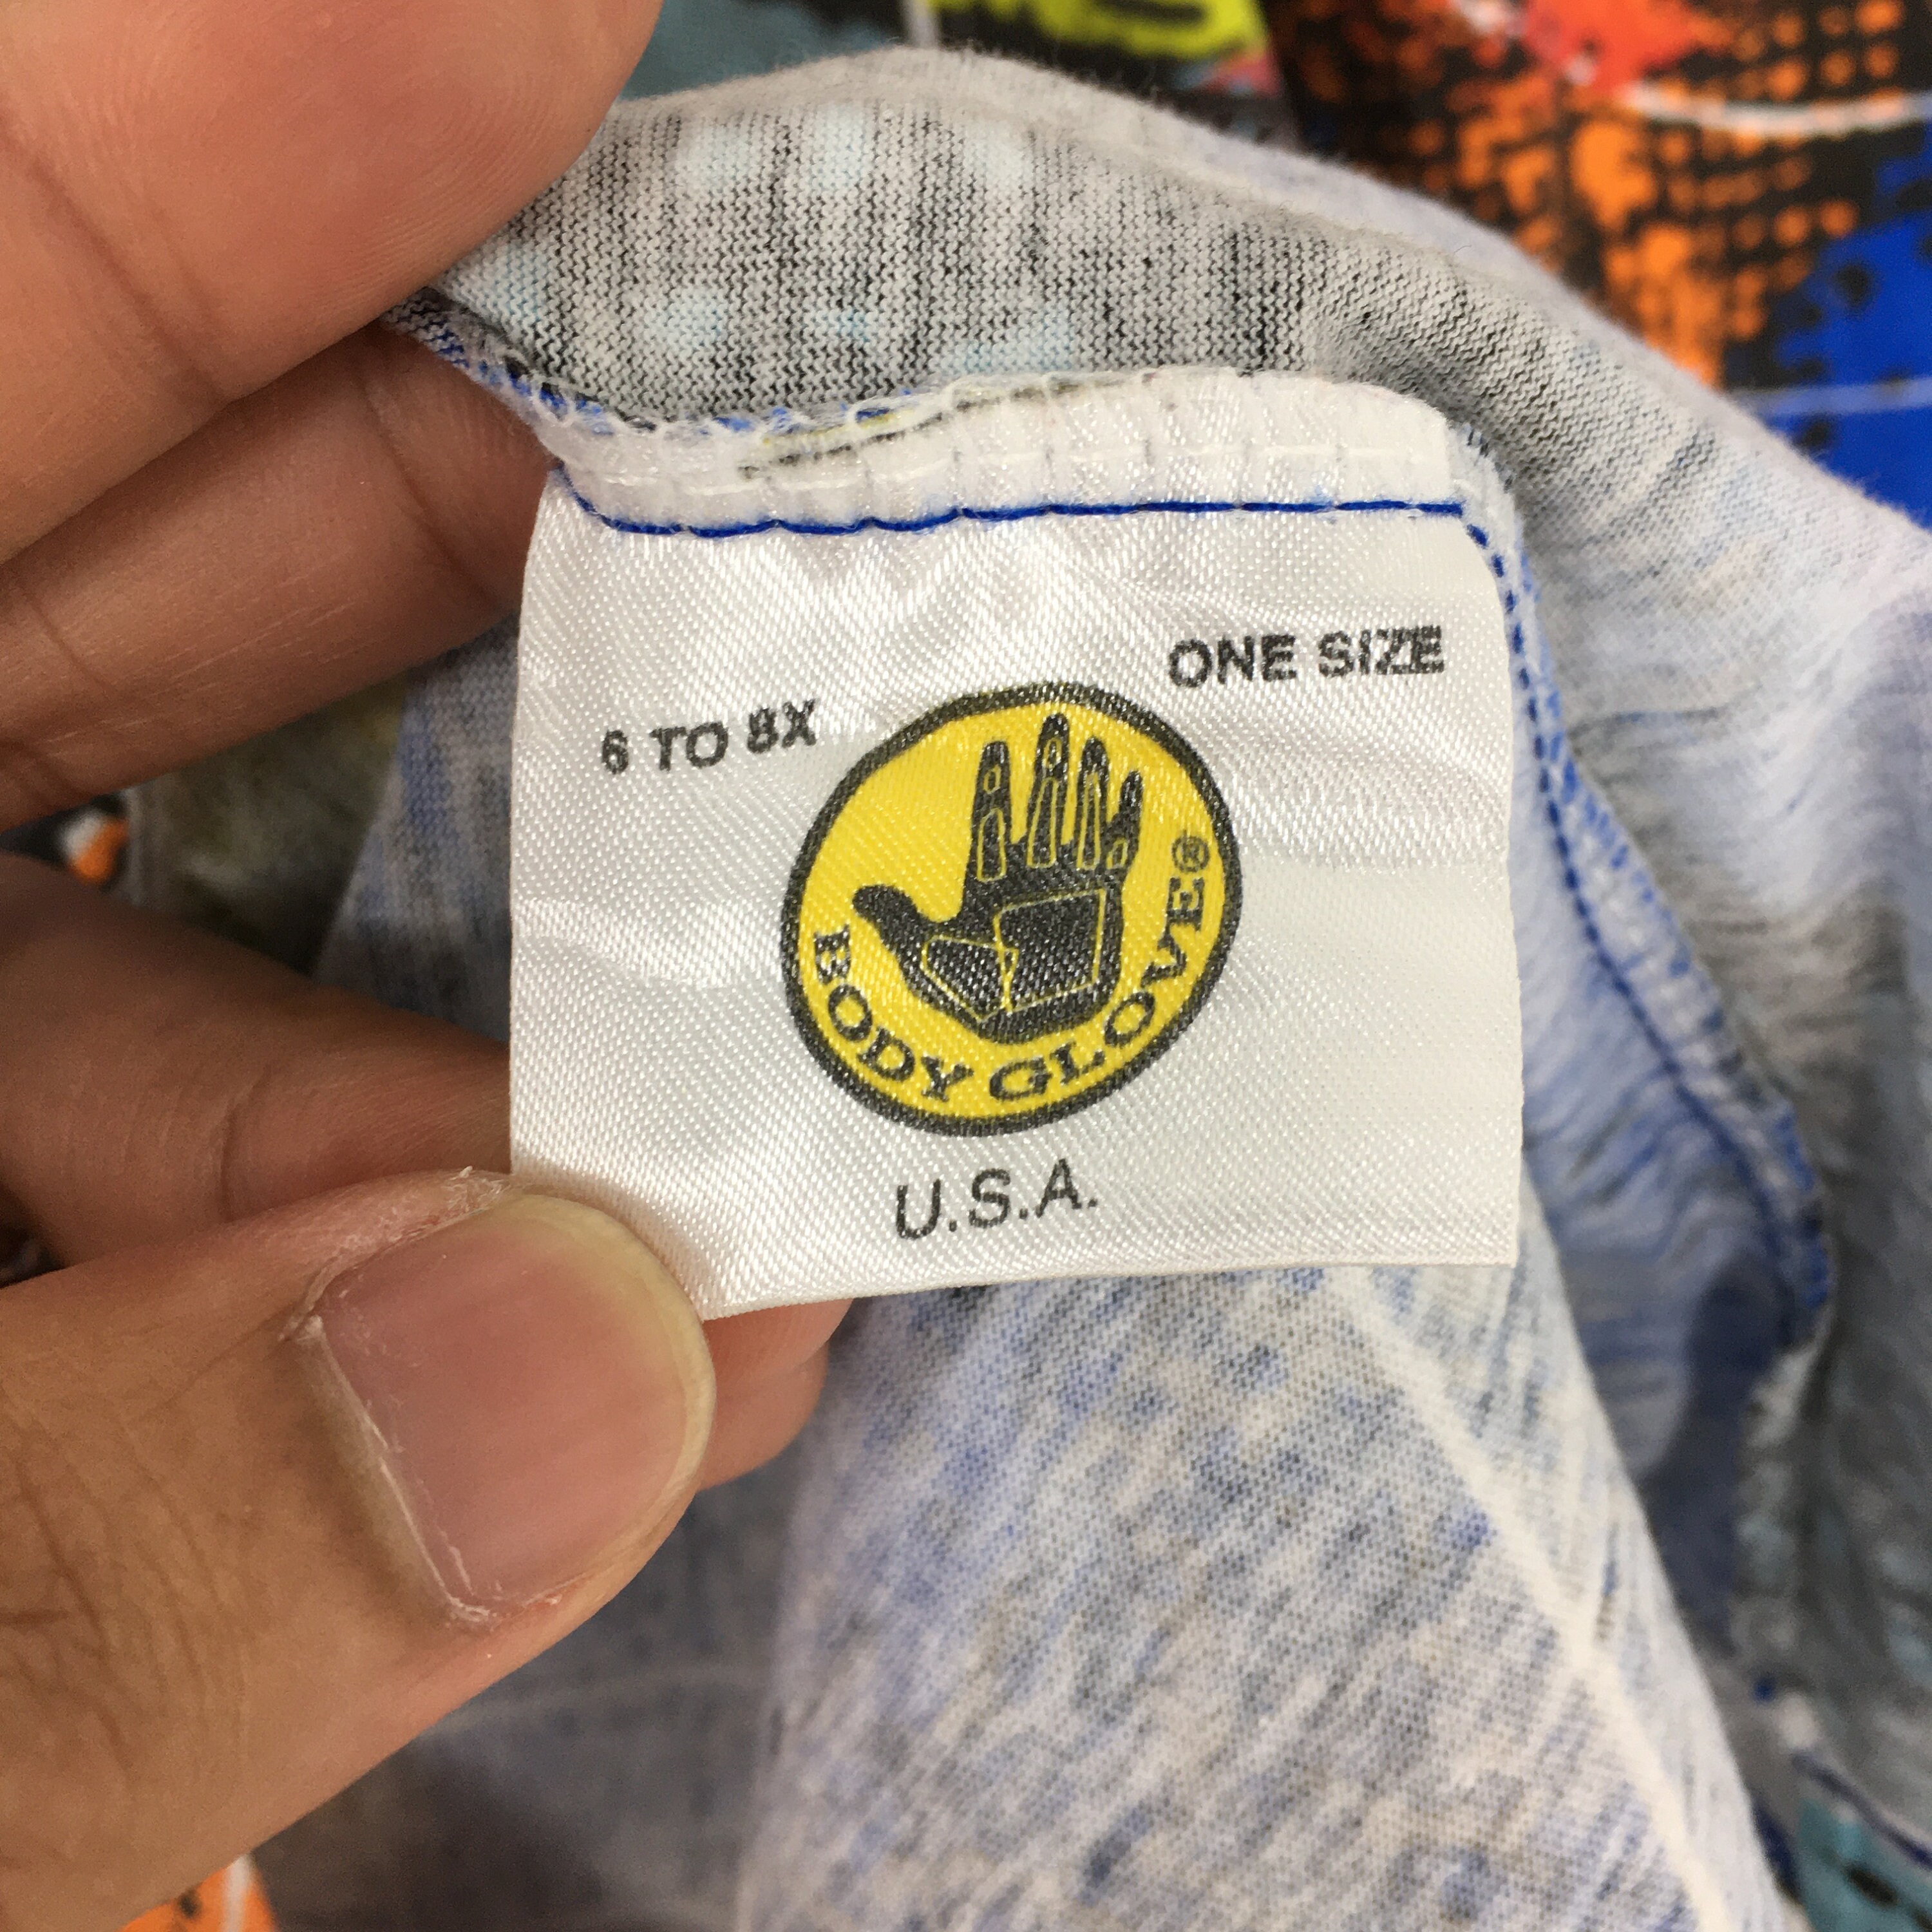 6 TO 8X
ONE SIZE
BODY GLOVE®
U.S.A.